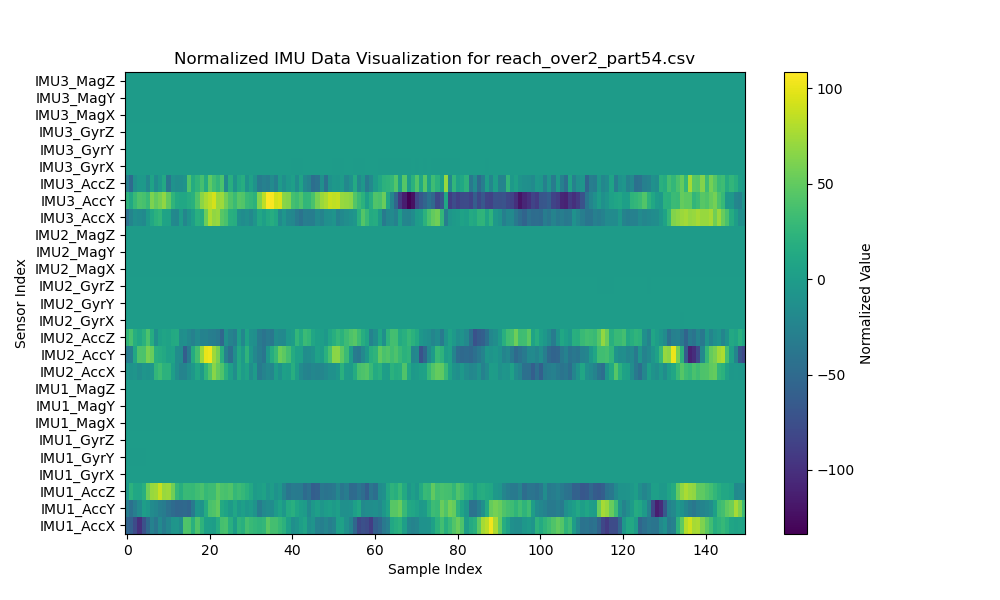 Normalized IMU Data Visualization for reach_over2_part54.csv
IMU3_MagZ
IMU3_MagY
IMU3_MagX
IMU3_GyrZ
IMU3_GyrY
IMU3_GyrX
IMU3_AccZ
IMU3_AccY
IMU3_AccX
IMU2_MagZ
IMU2_MagY
IMU2_MagX
IMU2_GyrZ
IMU2_GyrY
IMU2_GyrX
IMU2_AccZ
IMU2_AccY
IMU2_AccX
IMU1_MagZ
IMU1_MagY
IMU1_MagX
IMU1_GyrZ
IMU1_GyrY
IMU1_GyrX
IMU1_AccZ
IMU1_AccY
IMU1_AccX
Sensor Index
0 20 40 60 80 100 120 140
Sample Index
100
50
0
−50
−100
Normalized Value